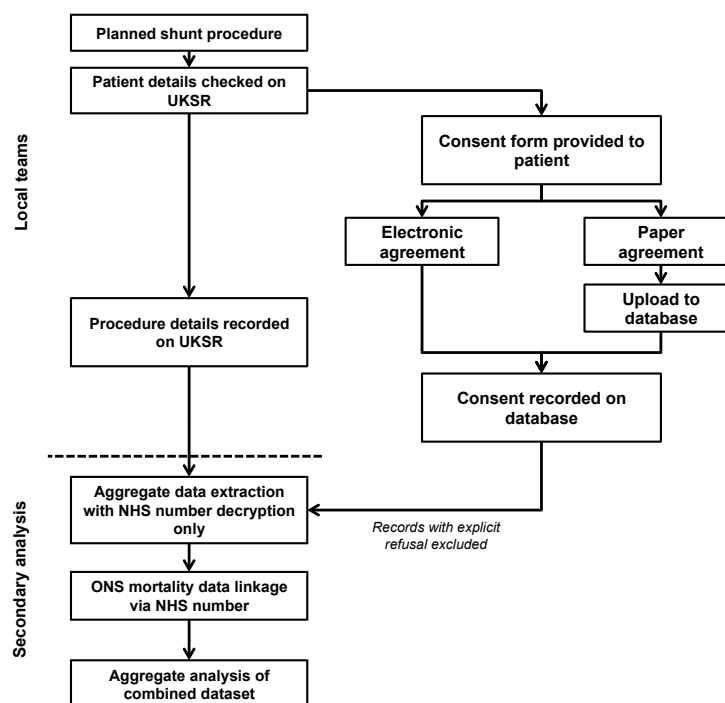 Planned shunt procedure
Patient details checked on
UKSR
Local teams
Consent form provided to
patient
Electronic
agreement
Paper
agreement
Upload to
database
Procedure details recorded
on UKSR
Consent recorded on
database
Secondary analysis
Aggregate data extraction
with NHS number decryption
only
Records with explicit
refusal excluded
ONS mortality data linkage
via NHS number
Aggregate analysis of
combined dataset